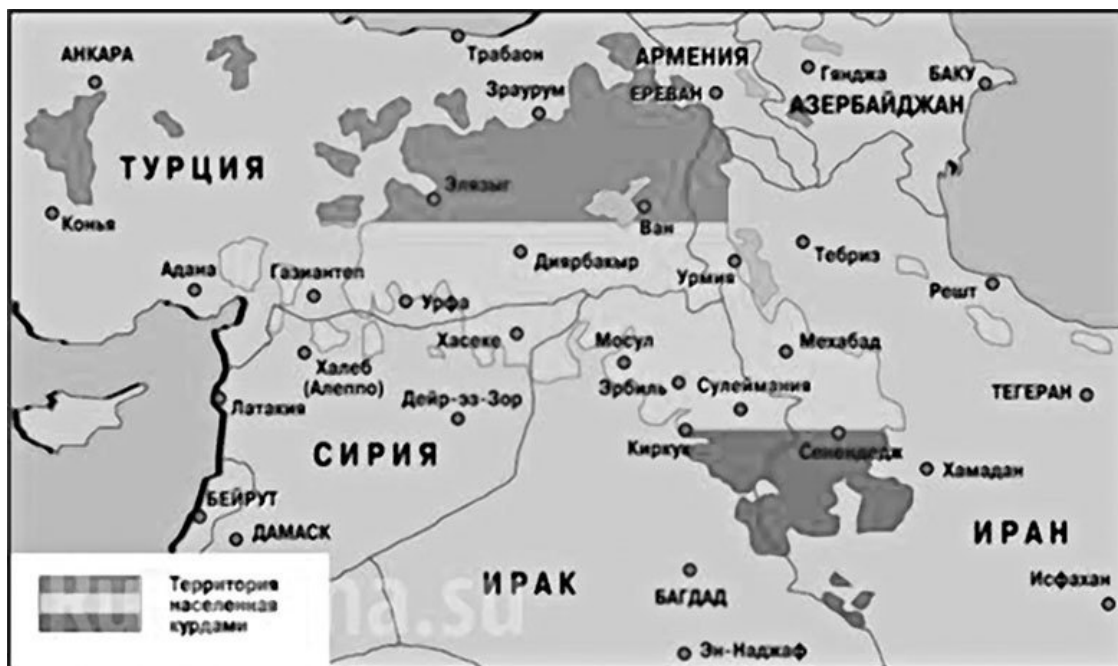 Трабаон
АРМЕНИЯ
АНКАРА
Гянджа
БАКУ
Эраурум
ЕРЕВАН
АЗЕРБАЙДЖАН
ТУРЦИЯ
Элязыг
Конья
Ван
Диярбакыр
Тебриз
Адана
Газиантеп
Урмия
Решт
Урфа
Хасеке
Мосул
Мехабад
Халеб
(Алеппо)
Эрбиль
Сулеймания
ТЕГЕРАН
Латакия
Дейр-эз-Зор
Киркук
Сенендедж
СИРИЯ
Хамадан
БЕЙРУТ
ДАМАСК
ИРАН
ИРАК
Исфахан
БАГДАД
Территория
населенная
курдами
Эн-Наджаф